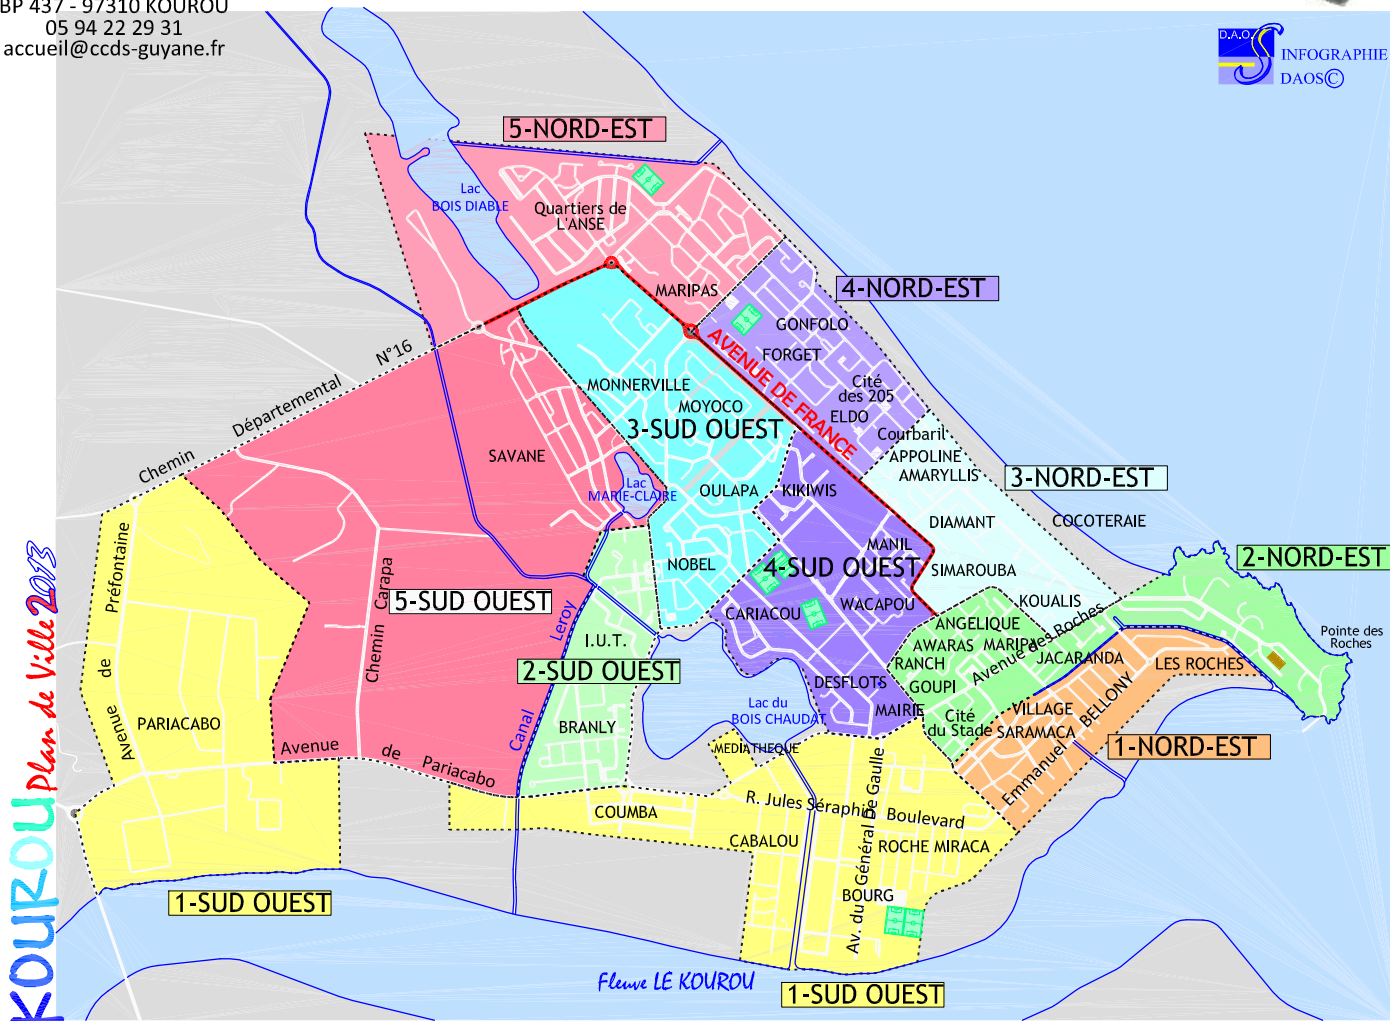 BP 437 - 97310 KOUROU
05 94 22 29 31
accueil@ccds-guyane.fr
D.A.O.S
INFOGRAPHIE
DAOS©
5-NORD-EST
Lac
BOIS DIABLE
Quartiers de
L'ANSE
MARIPAS
4-NORD-EST
GONFOLO
FORGET
Cité
des 205
ELDO
AVENUE DE FRANCE
Chemin Départemental N°16
MONNERVILLE
MOYOCO
3-SUD OUEST
Courbaril
APPOLINE
AMARYLLIS
3-NORD-EST
SAVANE
Lac
MARIE-CLAIRE
OULAPA
KIKIWIS
DIAMANT
COCOTERAIE
MANIL
NOBEL
4-SUD OUEST
SIMAROUBA
2-NORD-EST
Avenue de Préfontaine
Chemin Carapa
5-SUD OUEST
CARIACOU
WACAPOU
KOUALIS
ANGELIQUE
Canal Leroy
I.U.T.
AWARAS
MARIPA
Avenue des Roches
JACARANDA
RANCH
Pointe des
Roches
2-SUD OUEST
LES ROCHES
DESFLOTS
GOUPI
Lac du
BOIS CHAUDAT
MAIRIE
Cité
du Stade
VILLAGE
SARAMACA
Emmanuel BELLONY
PARIACABO
BRANLY
1-NORD-EST
Avenue de Pariacabo
MEDIATHEQUE
COUMBA
R. Jules Séraphin
Boulevard
CABALOU
Av. du Général De Gaulle
ROCHE MIRACA
BOURG
1-SUD OUEST
Fleuve LE KOUROU
1-SUD OUEST
KOUROU Plan de Ville 2013